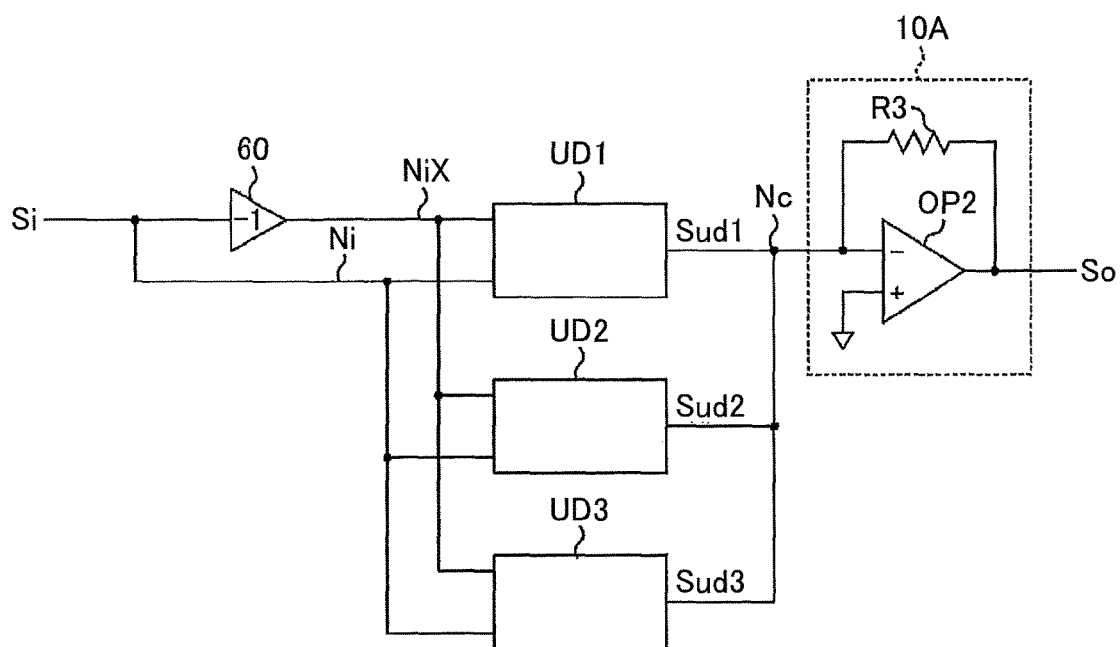 10A
R3
60
NiX
UD1
Nc
OP2
Si
-1
Ni
Sud1
−
+
So
UD2
Sud2
UD3
Sud3